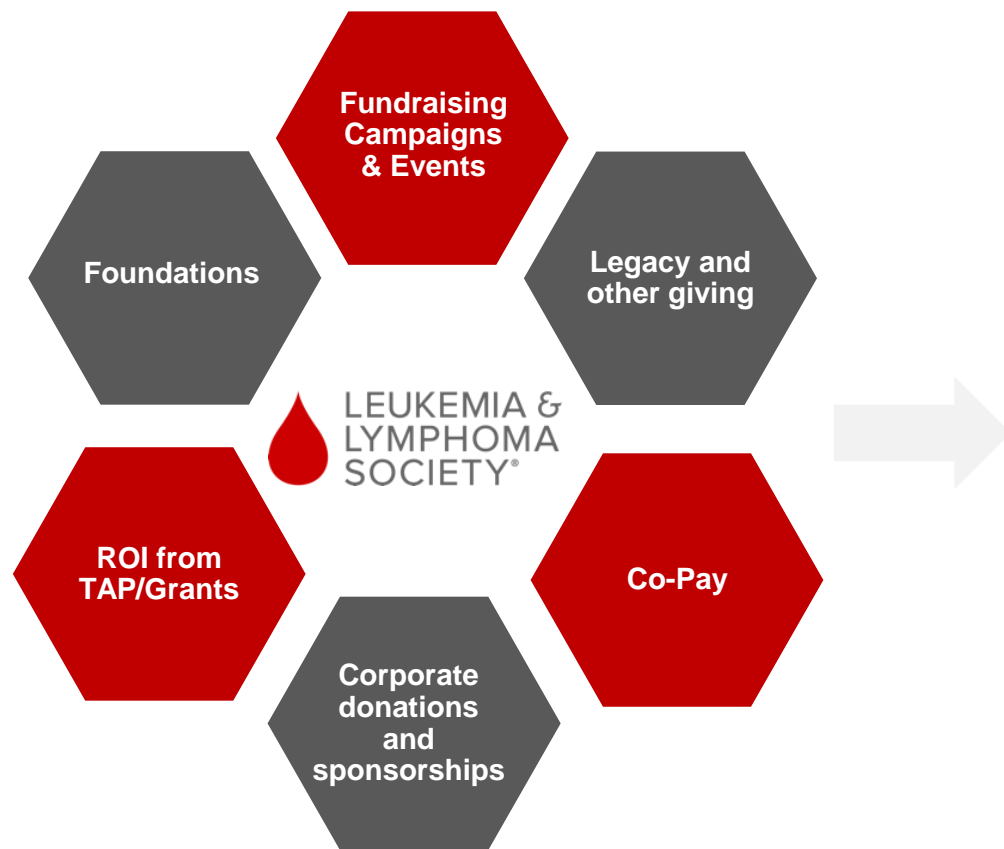 Fundraising
Campaigns
& Events
Foundations
Legacy and
other giving
LEUKEMIA &
LYMPHOMA
SOCIETY®
ROI from
TAP/Grants
Co-Pay
Corporate
donations
and
sponsorships